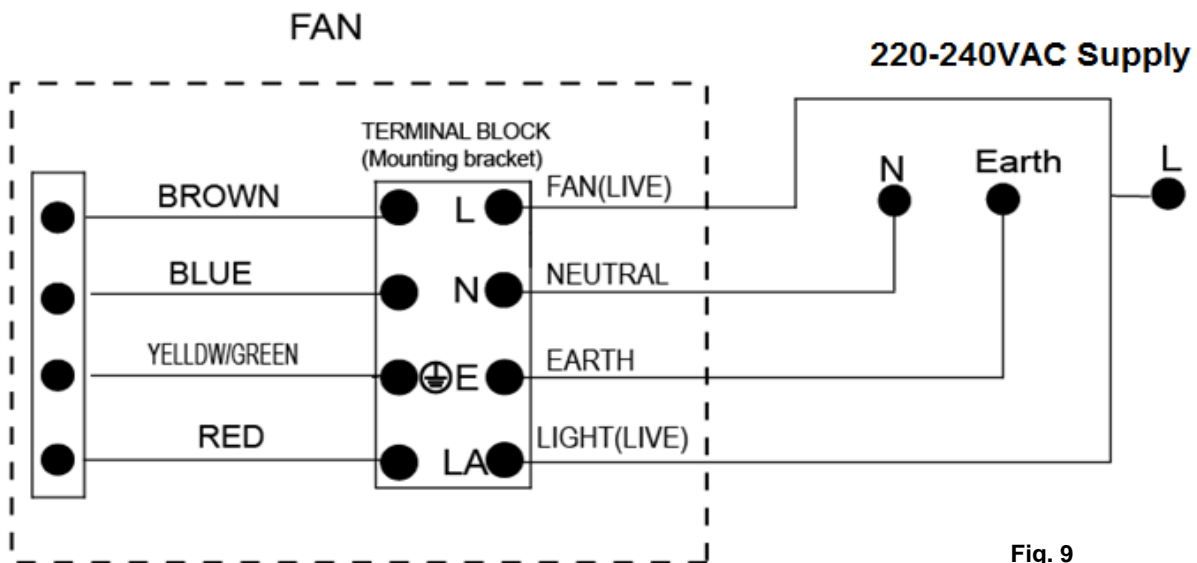 FAN
220-240VAC Supply
TERMINAL BLOCK
(Mounting bracket)
BROWN
L
FAN(LIVE)
N
Earth
L
BLUE
N
NEUTRAL
YELLDW/GREEN
E
EARTH
RED
LA
LIGHT(LIVE)
Fig. 9